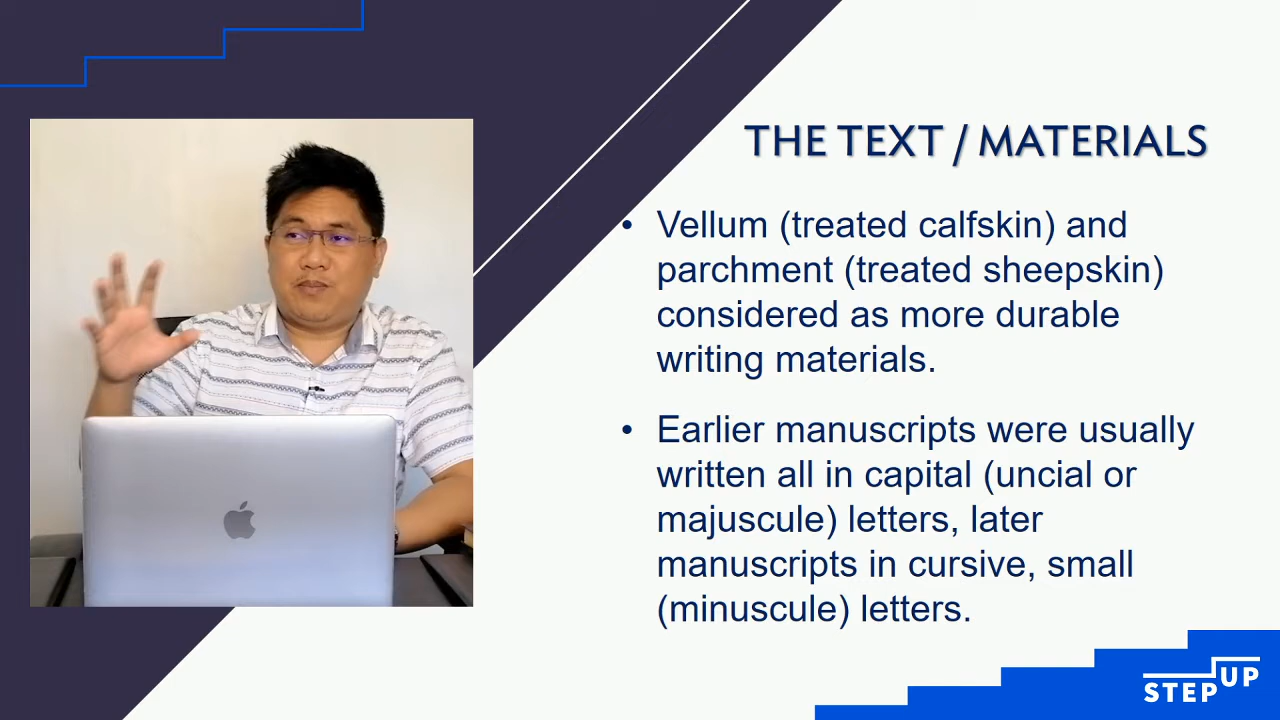 THE TEXT / MATERIALS
• Vellum (treated calfskin) and
parchment (treated sheepskin)
considered as more durable
writing materials.
• Earlier manuscripts were usually
written all in capital (uncial or
majuscule) letters, later
manuscripts in cursive, small
(minuscule) letters.
STEP UP